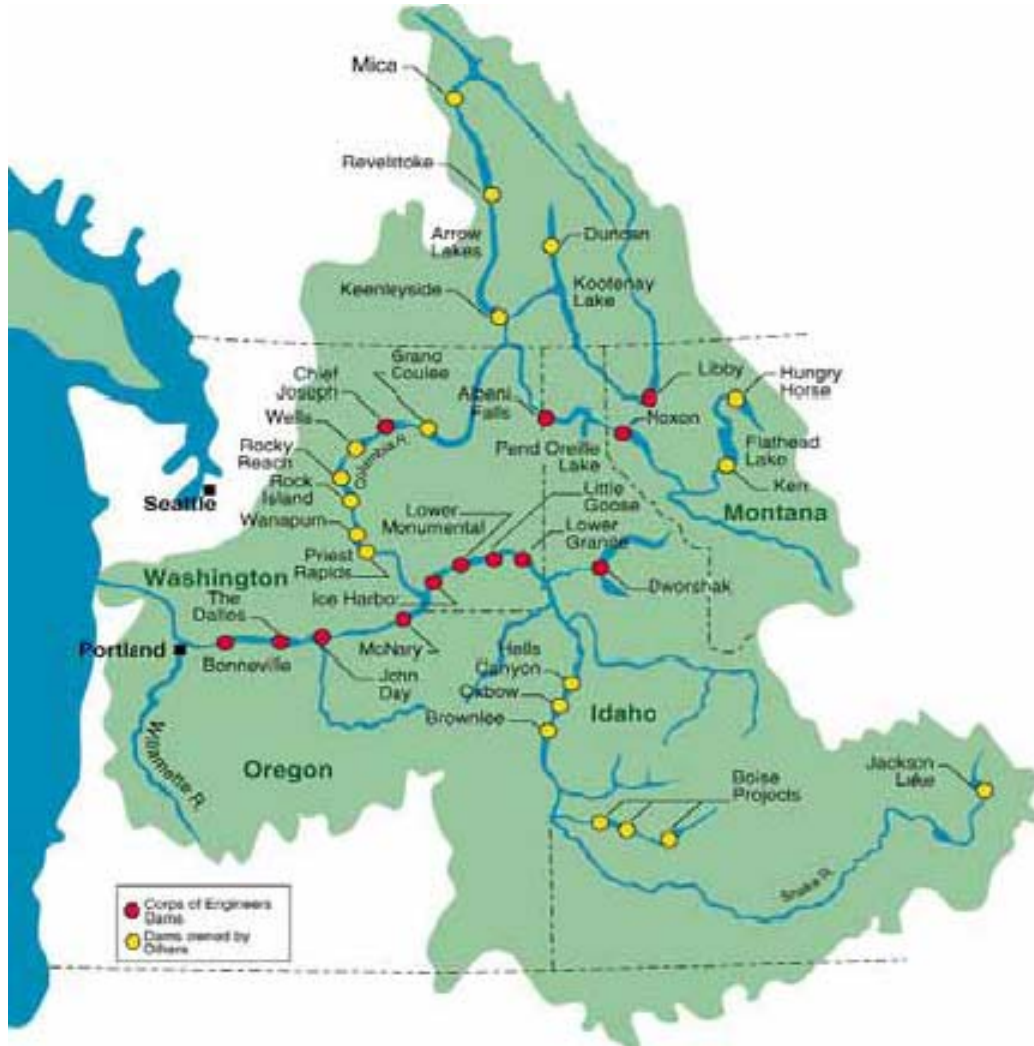 Mica
Revelstoke
Arrow
Lakes
Duncan
Keenleyside
Kootenay
Lake
Grand
Coulee
Chief
Joseph
Albeni
Falls
Libby
Hungry
Horse
Wells
Noxon
Columbia R.
Rocky
Reach
Pend Oreille
Lake
Flathead
Lake
Rock
Island
Kerr
Seattle
Wanapum
Lower
Monumental
Little
Goose
Lower
Granite
Montana
Priest
Rapids
Washington
Ice Harbor
Dworshak
The
Dalles
Portland
Bonneville
McNary
John
Day
Hells
Canyon
Oxbow
Brownlee
Idaho
Willamette R.
Oregon
Boise
Projects
Jackson
Lake
Snake R.
Corps of Engineers
Dams
Dams owned by
Others